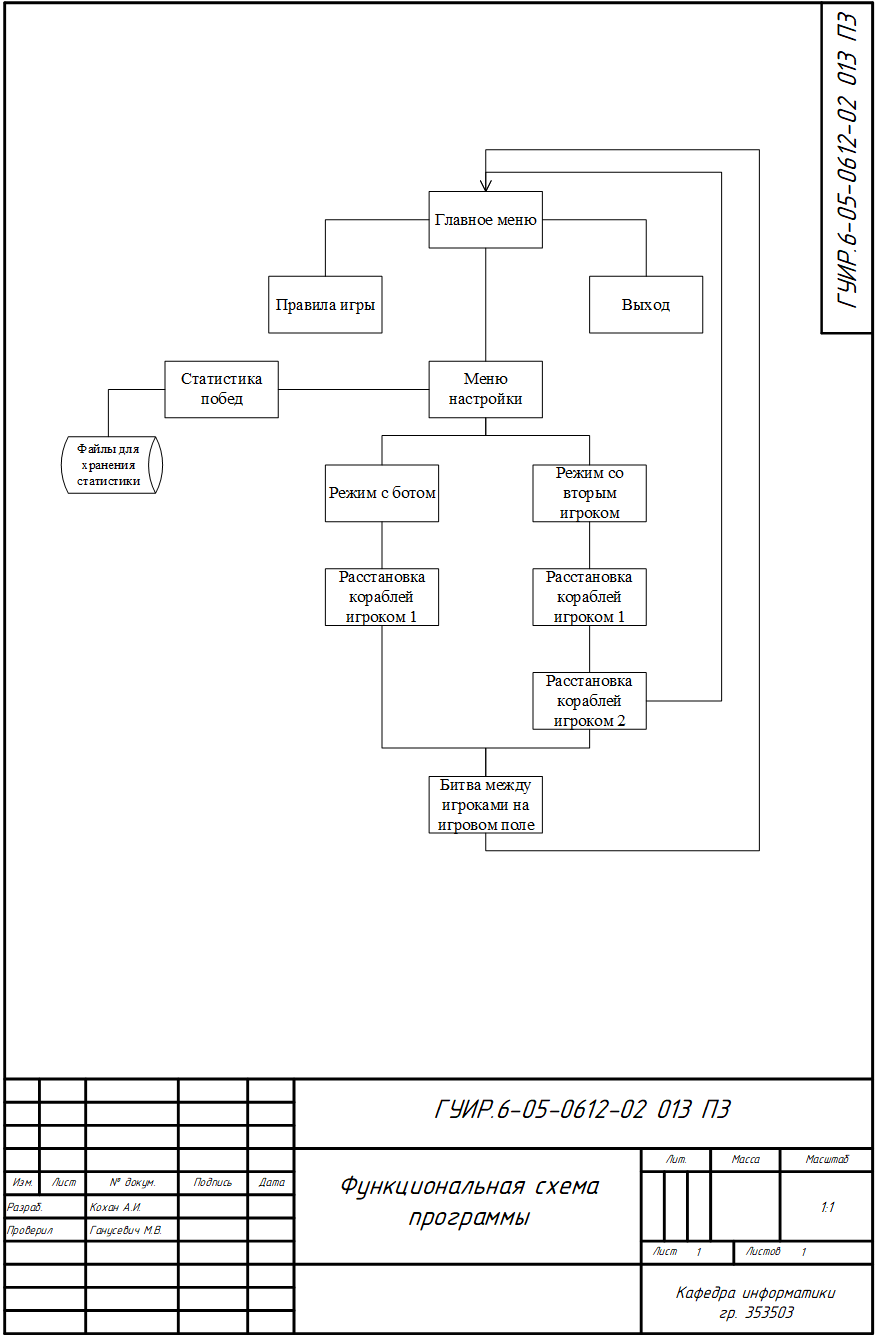 ГУИР.6-05-0612-02 013 ПЗ
Главное меню
Правила игры
Выход
Статистика
побед
Меню
настройки
Файлы для
хранения
статистики
Режим с ботом
Режим со
вторым
игроком
Расстановка
кораблей
игроком 1
Расстановка
кораблей
игроком 1
Расстановка
кораблей
игроком 2
Битва между
игроками на
игровом поле
ГУИР.6-05-0612-02 013 ПЗ
Изм. Лист № докум. Подпись Дата
Разраб. Кохан А.И.
Проверил Ганусевич М.В.
Функциональная схема
программы
Лит. Масса Масштаб
1:1
Лист 1 Листов 1
Кафедра информатики
гр. 353503